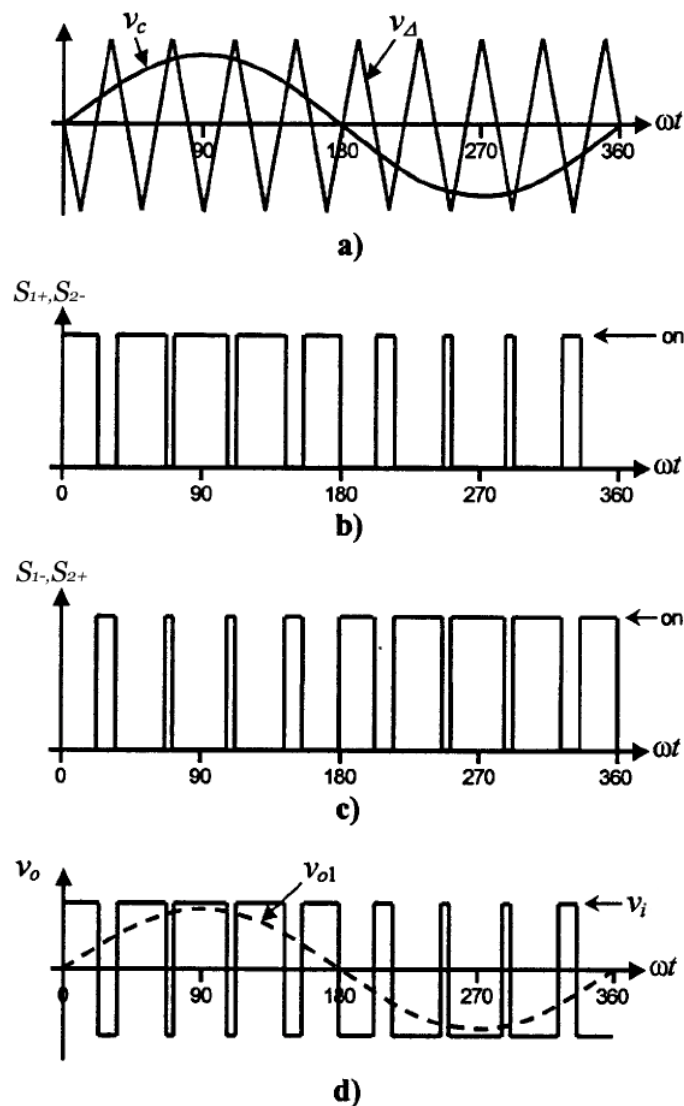 v_c
v_Δ
ωt
90 180 270 360
a)
S1+,S2-
on
ωt
0 90 180 270 360
b)
S1-,S2+
on
ωt
0 90 180 270 360
c)
v_o
v_o1
v_i
ωt
0 90 180 270 360
d)